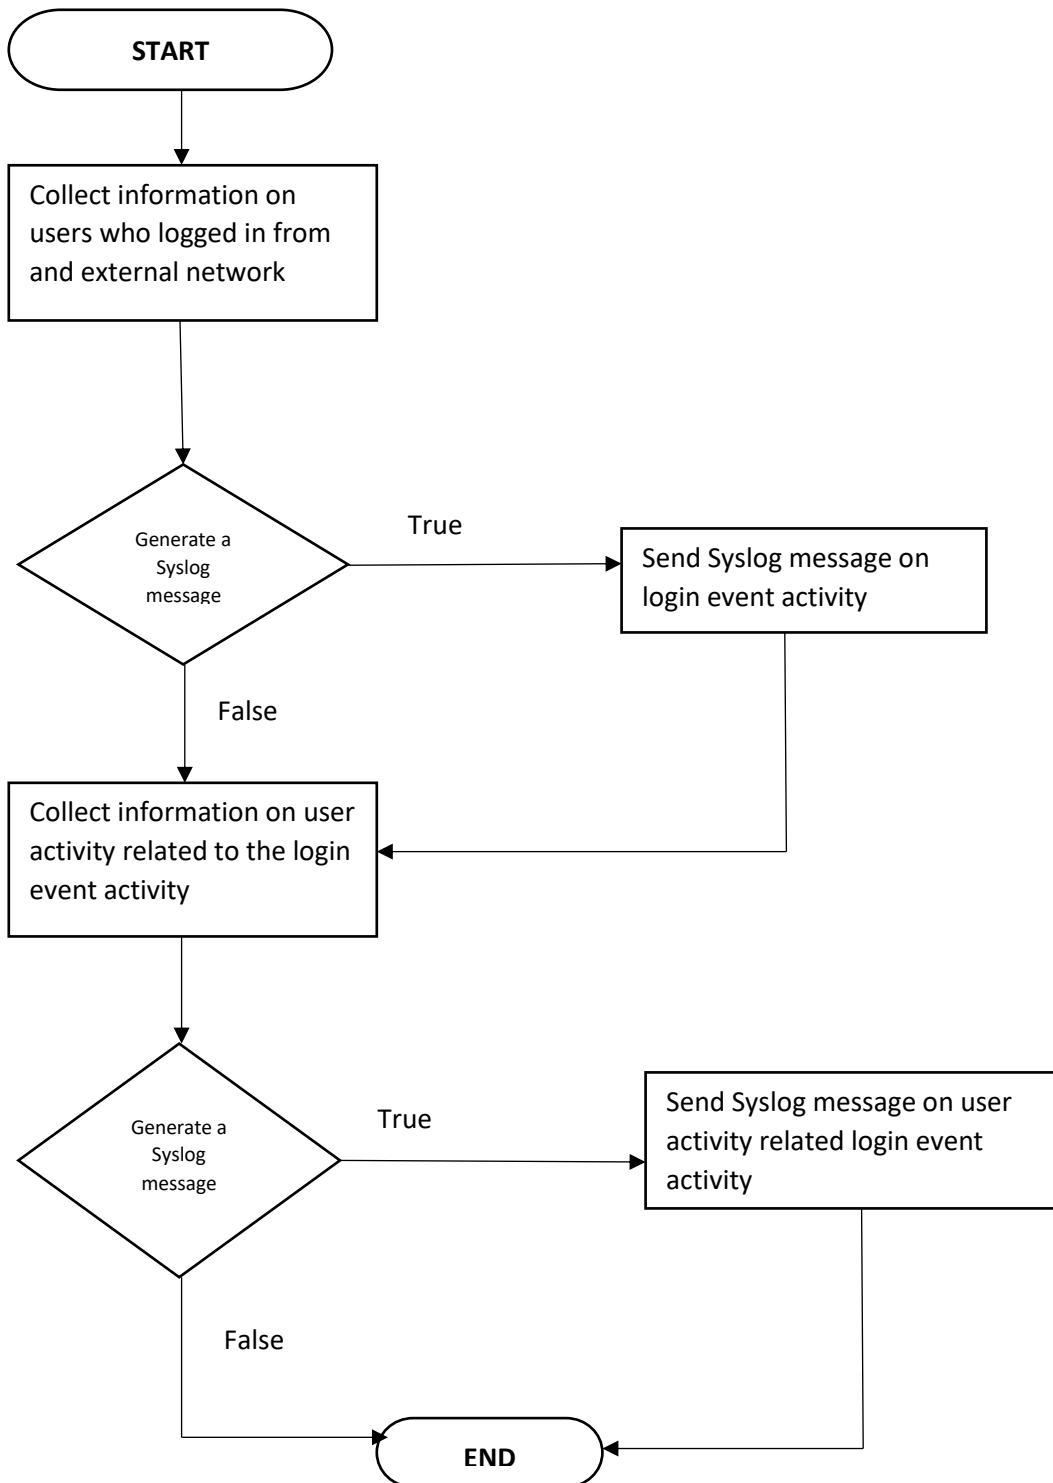 START
Collect information on
users who logged in from
and external network
Generate a
Syslog
message
True
Send Syslog message on
login event activity
False
Collect information on user
activity related to the login
event activity
Generate a
Syslog
message
True
Send Syslog message on user
activity related login event
activity
False
END